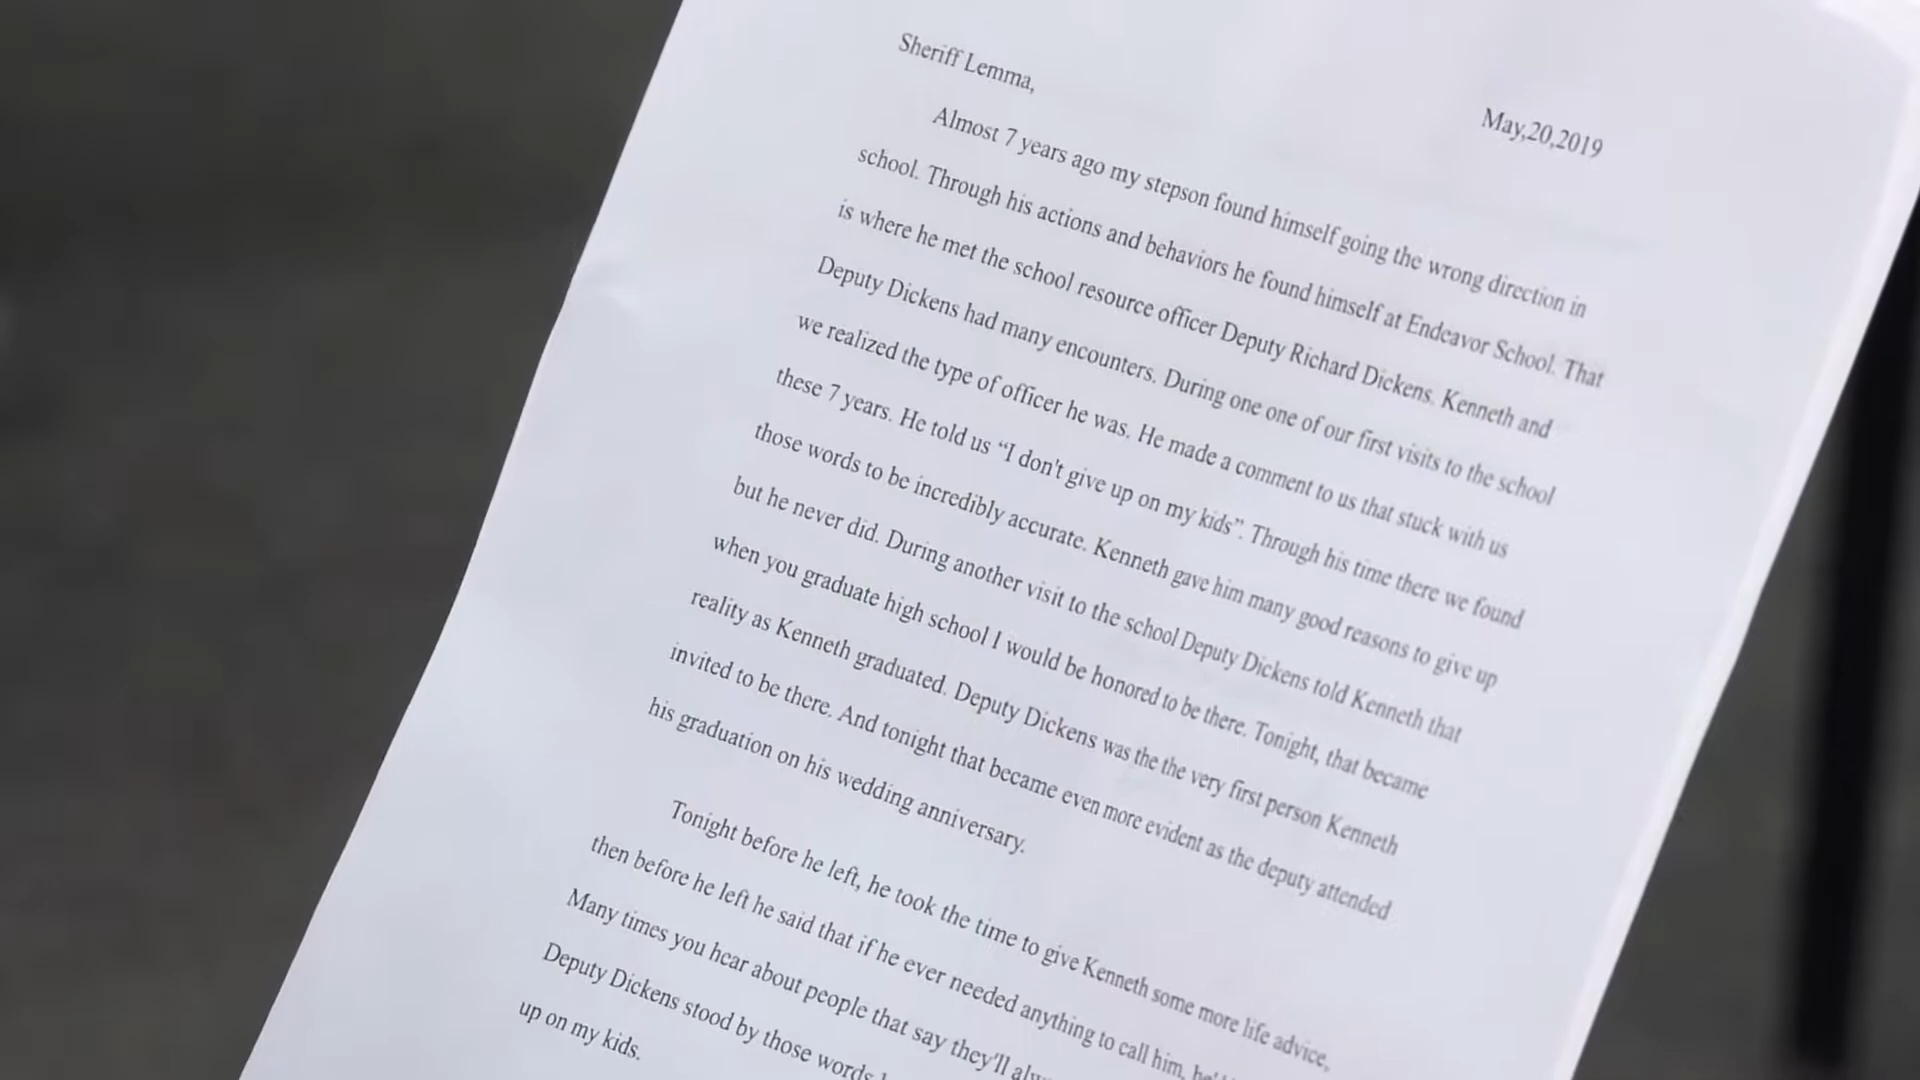 Sheriff Lemma,
May,20,2019
Almost 7 years ago my stepson found himself going the wrong direction in
school. Through his actions and behaviors he found himself at Endeavor School. That
is where he met the school resource officer Deputy Richard Dickens. Kenneth and
Deputy Dickens had many encounters. During one one of our first visits to the school
we realized the type of officer he was. He made a comment to us that stuck with us
these 7 years. He told us “I don't give up on my kids”. Through his time there we found
those words to be incredibly accurate. Kenneth gave him many good reasons to give up
but he never did. During another visit to the school Deputy Dickens told Kenneth that
when you graduate high school I would be honored to be there. Tonight, that became
reality as Kenneth graduated. Deputy Dickens was the the very first person Kenneth
invited to be there. And tonight that became even more evident as the deputy attended
his graduation on his wedding anniversary.
Tonight before he left, he took the time to give Kenneth some more life advice,
then before he left he said that if he ever needed anything to call him,
Many times you hear about people that say they'll
Deputy Dickens stood by those words
up on my kids.